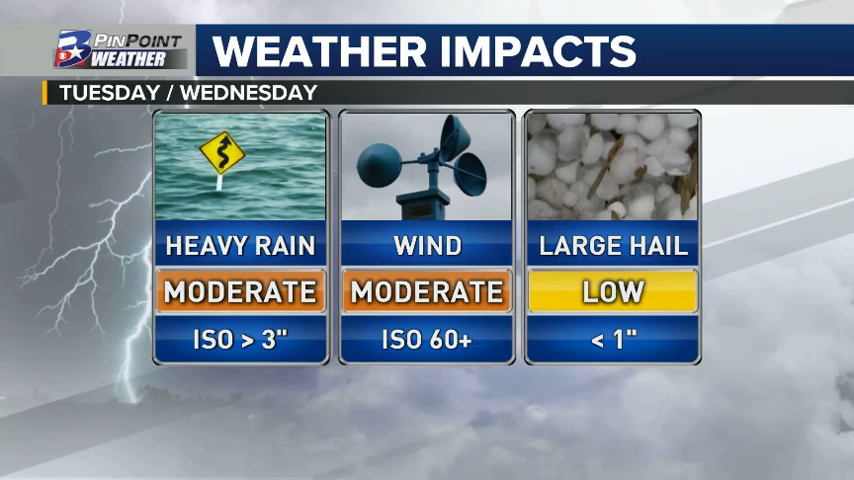 PINPOINT
WEATHER
WEATHER IMPACTS
TUESDAY / WEDNESDAY
HEAVY RAIN
MODERATE
ISO > 3"
WIND
MODERATE
ISO 60+
LARGE HAIL
LOW
< 1"